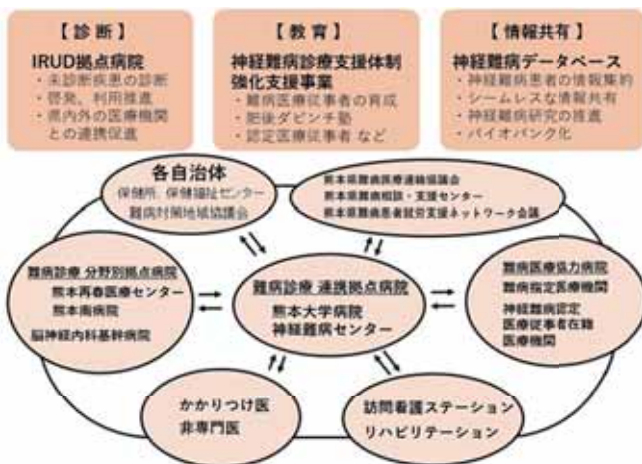 【 診 断 】
IRUD拠点病院
・未診断疾患の診断
・啓発、利用推進
・県内外の医療機関
との連携促進
【 教 育 】
神経難病診療支援体制
強化支援事業
・難病医療従事者の育成
・肥後ダビンチ塾
・認定医療従事者 など
【 情報共有 】
神経難病データベース
・神経難病患者の情報集約
・シームレスな情報共有
・神経難病研究の推進
・バイオバンク化
各自治体
保健所、保健福祉センター
難病対策地域協議会
熊本県難病医療連絡協議会
熊本県難病相談・支援センター
熊本県難病患者就労支援ネットワーク会議
難病診療 分野別拠点病院
熊本再春医療センター
熊本南病院
脳神経内科基幹病院
難病診療 連携拠点病院
熊本大学病院
神経難病センター
難病医療協力病院
難病指定医療機関
神経難病認定
医療従事者在籍
医療機関
かかりつけ医
非専門医
訪問看護ステーション
リハビリテーション